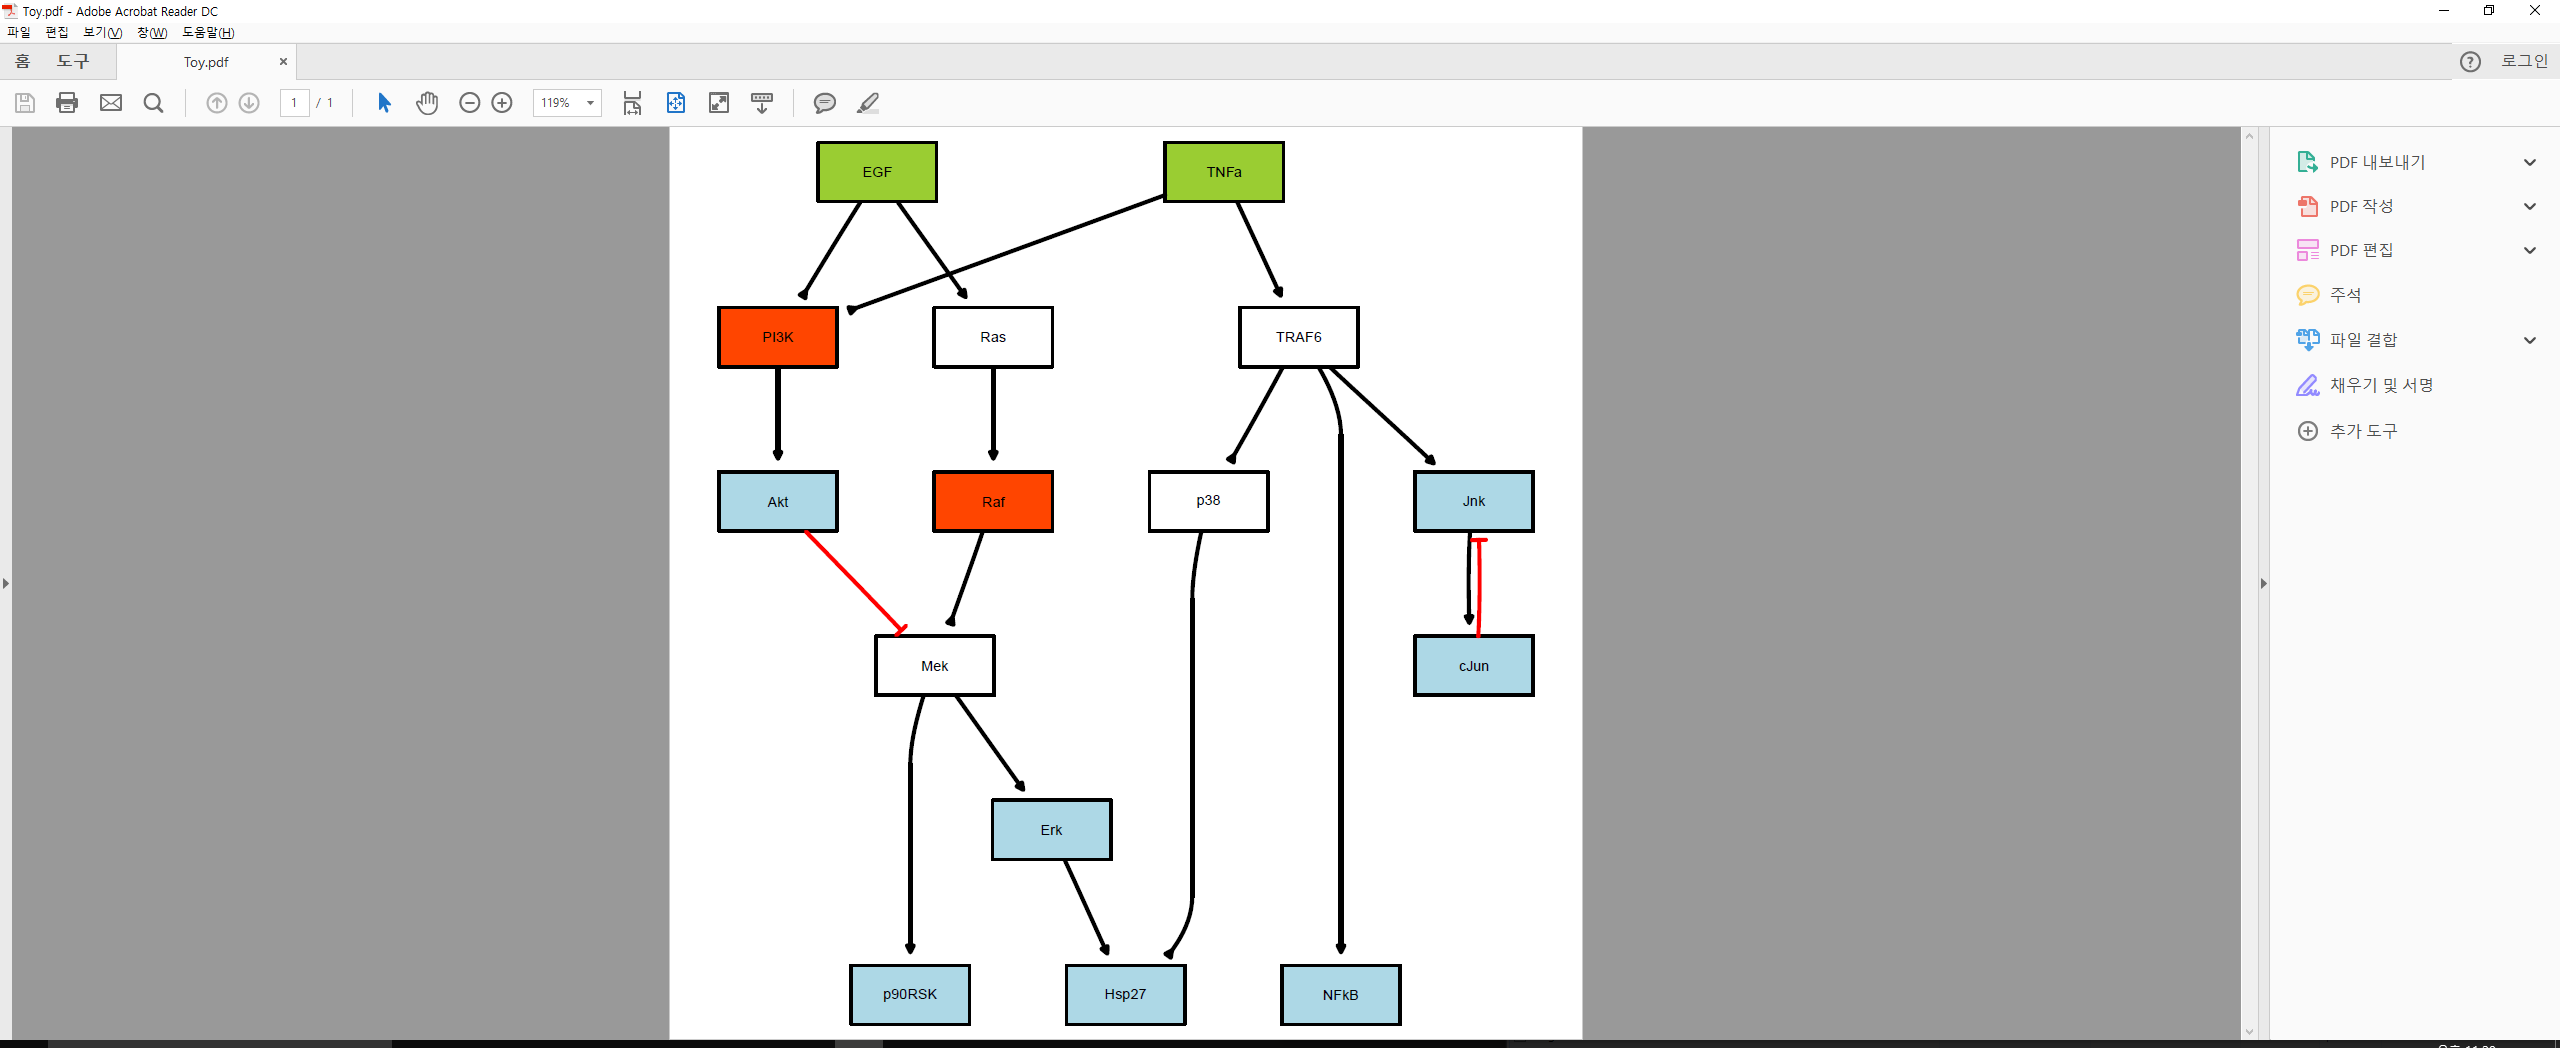 Toy.pdf - Adobe Acrobat Reader DC
파일 편집 보기(V) 창(W) 도움말(H)
홈 도구 Toy.pdf × ? 로그인
1 / 1 119%
PDF 내보내기
PDF 작성
PDF 편집
주석
파일 결합
채우기 및 서명
추가 도구
EGF TNFa
PI3K Ras TRAF6
Akt Raf p38 Jnk
Mek cJun
Erk
p90RSK Hsp27 NFkB